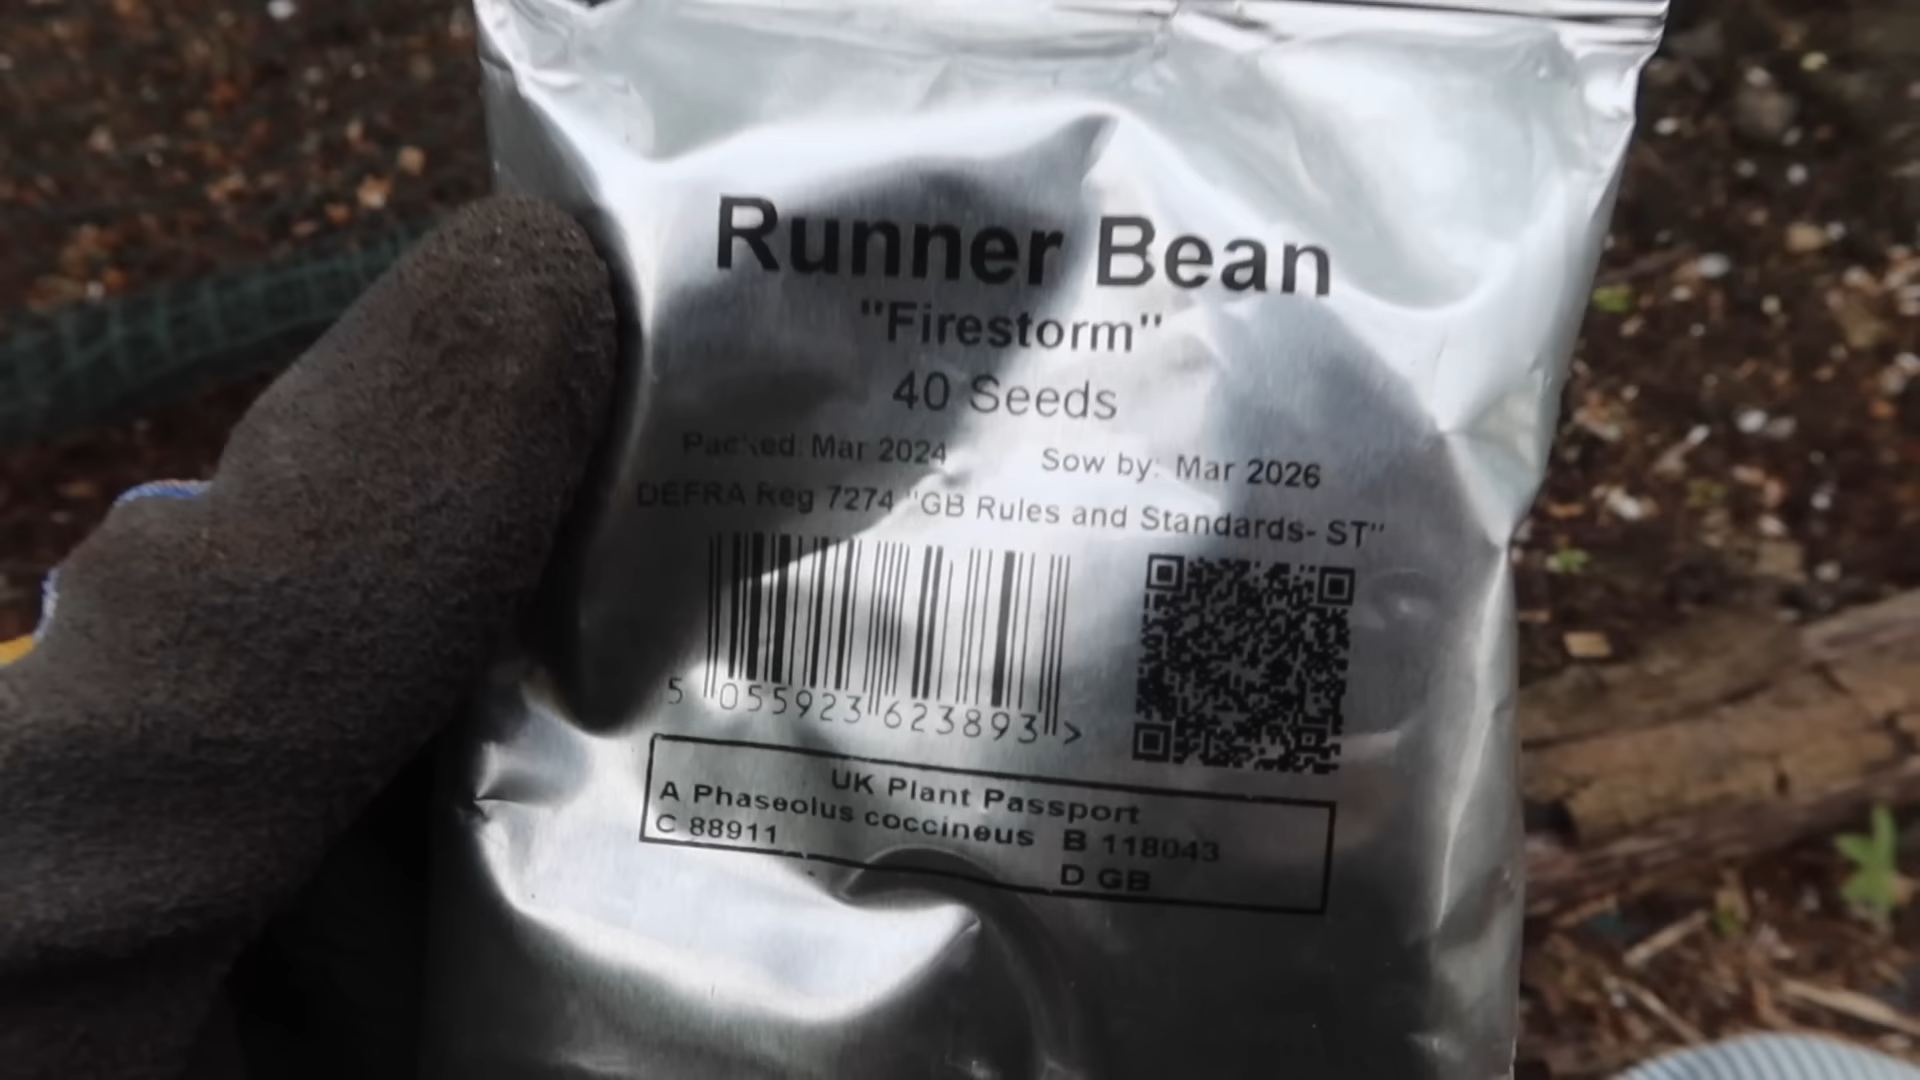 Runner Bean
"Firestorm"
40 Seeds
Packed: Mar 2024 Sow by: Mar 2026
DEFRA Reg 7274 "GB Rules and Standards- ST"
5 055923 623893 >
UK Plant Passport
A Phaseolus coccineus B 118043
C 88911 D GB